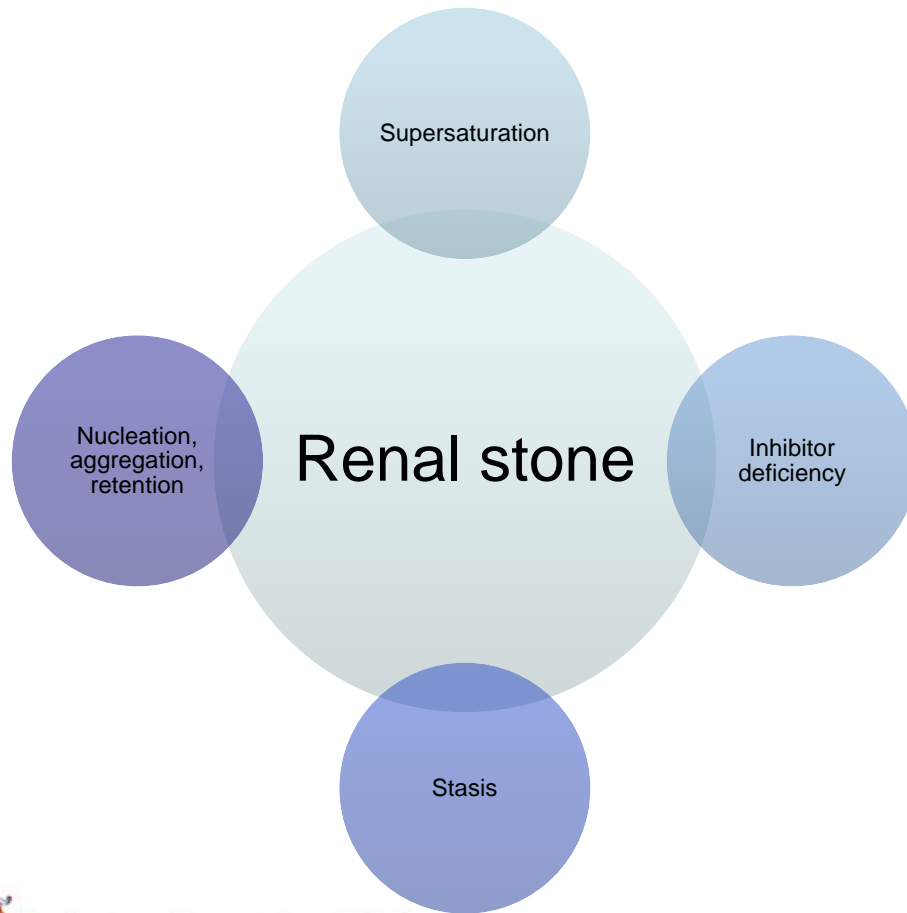 Supersaturation
Nucleation,
aggregation,
retention
Renal stone
Inhibitor
deficiency
Stasis